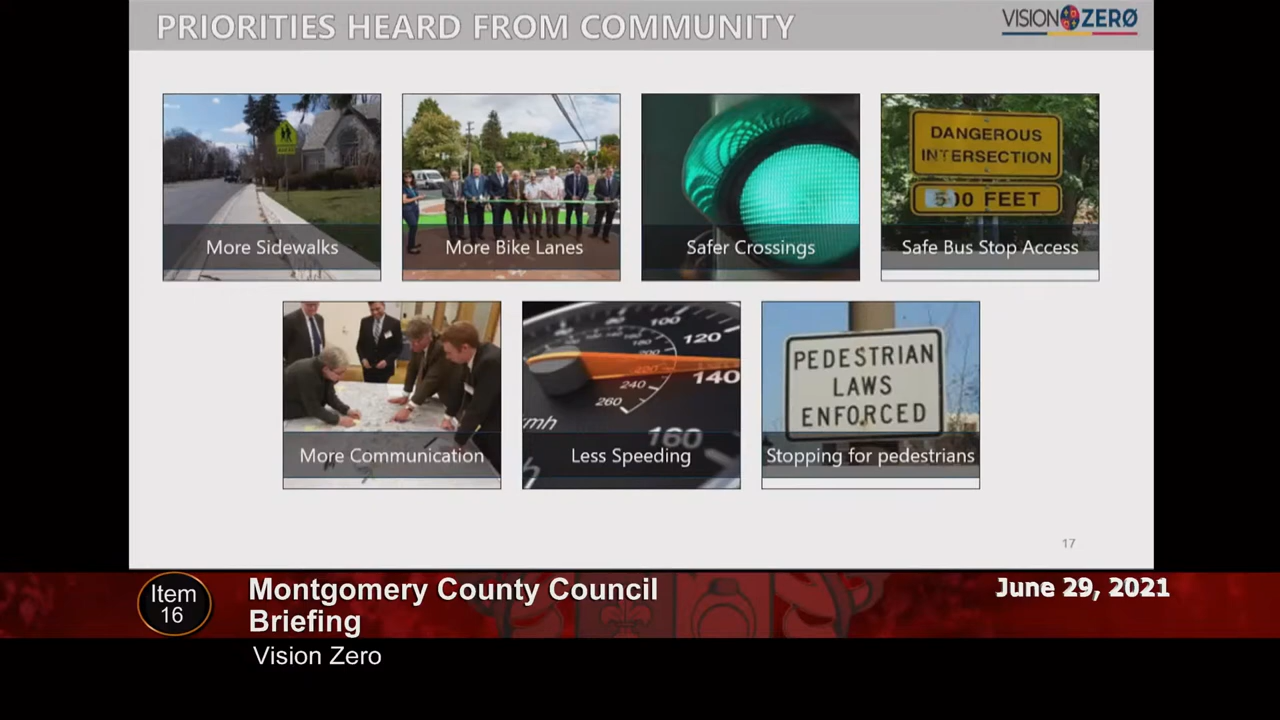 PRIORITIES HEARD FROM COMMUNITY
VISION ZERO
More Sidewalks
More Bike Lanes
Safer Crossings
DANGEROUS
INTERSECTION
500 FEET
Safe Bus Stop Access
More Communication
100
120
140
160
200
240
260
Less Speeding
PEDESTRIAN
LAWS
ENFORCED
Stopping for pedestrians
17
Item
16
Montgomery County Council
Briefing
Vision Zero
June 29, 2021